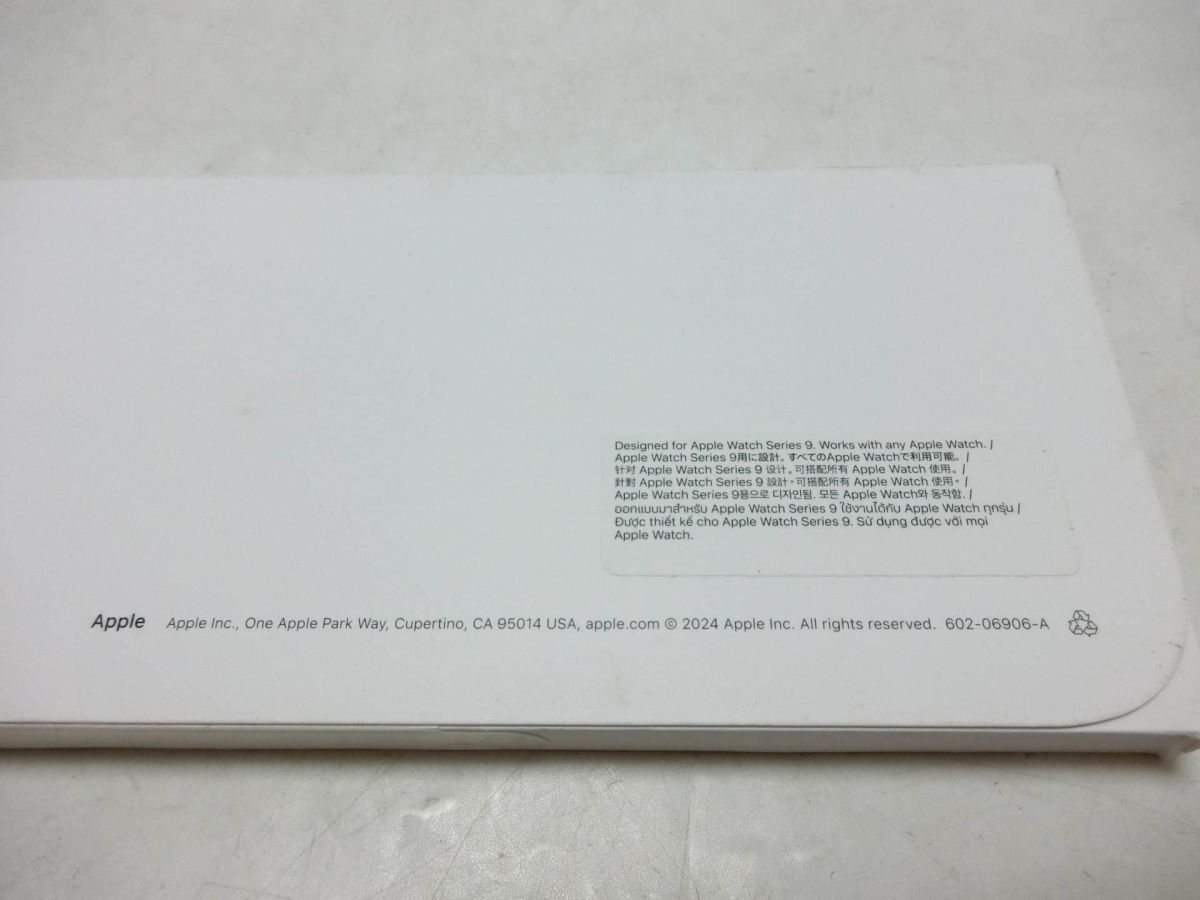 Designed for Apple Watch Series 9. Works with any Apple Watch. /
Apple Watch Series 9用に設計。すべてのApple Watchで利用可能。/
针对 Apple Watch Series 9 设计。可搭配所有 Apple Watch 使用。/
針對 Apple Watch Series 9 設計。可搭配所有 Apple Watch 使用。/
Apple Watch Series 9용으로 디자인됨. 모든 Apple Watch와 동작함. /
ออกแบบมาสำหรับ Apple Watch Series 9 ใช้งานได้กับ Apple Watch ทุกรุ่น /
Được thiết kế cho Apple Watch Series 9. Sử dụng được với mọi
Apple Watch.
Apple Apple Inc., One Apple Park Way, Cupertino, CA 95014 USA, apple.com © 2024 Apple Inc. All rights reserved. 602-06906-A